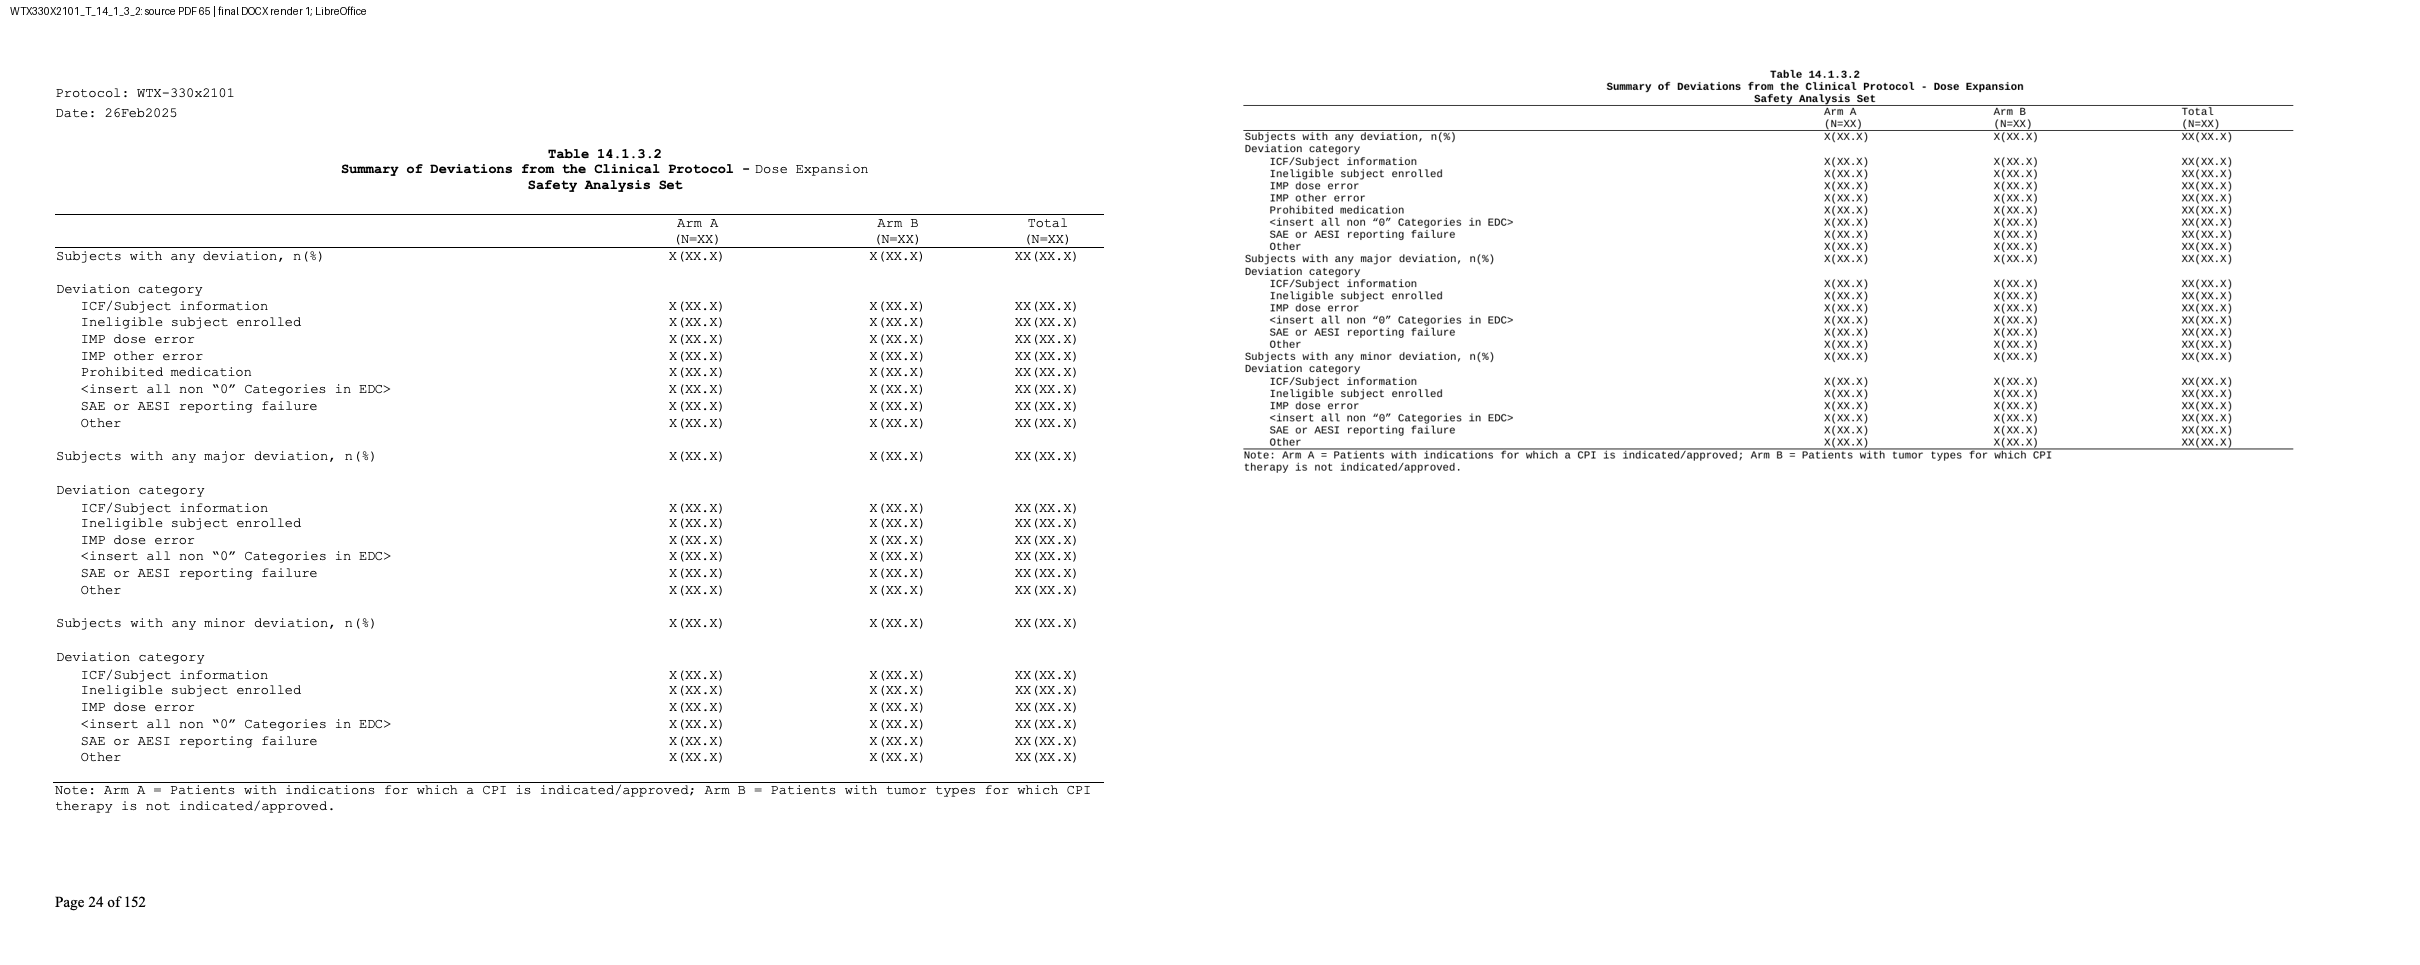 WTX330X2101_T_14_1_3_2: source PDF 65 | final DOCX render 1; LibreOffice
Protocol: WTX-330x2101
Date: 26Feb2025
Table 14.1.3.2
Summary of Deviations from the Clinical Protocol - Dose Expansion
Safety Analysis Set
Arm A Arm B Total
(N=XX) (N=XX) (N=XX)
Subjects with any deviation, n(%) X(XX.X) X(XX.X) XX(XX.X)
Deviation category
ICF/Subject information X(XX.X) X(XX.X) XX(XX.X)
Ineligible subject enrolled X(XX.X) X(XX.X) XX(XX.X)
IMP dose error X(XX.X) X(XX.X) XX(XX.X)
IMP other error X(XX.X) X(XX.X) XX(XX.X)
Prohibited medication X(XX.X) X(XX.X) XX(XX.X)
<insert all non “0” Categories in EDC> X(XX.X) X(XX.X) XX(XX.X)
SAE or AESI reporting failure X(XX.X) X(XX.X) XX(XX.X)
Other X(XX.X) X(XX.X) XX(XX.X)
Subjects with any major deviation, n(%) X(XX.X) X(XX.X) XX(XX.X)
Deviation category
ICF/Subject information X(XX.X) X(XX.X) XX(XX.X)
Ineligible subject enrolled X(XX.X) X(XX.X) XX(XX.X)
IMP dose error X(XX.X) X(XX.X) XX(XX.X)
<insert all non “0” Categories in EDC> X(XX.X) X(XX.X) XX(XX.X)
SAE or AESI reporting failure X(XX.X) X(XX.X) XX(XX.X)
Other X(XX.X) X(XX.X) XX(XX.X)
Subjects with any minor deviation, n(%) X(XX.X) X(XX.X) XX(XX.X)
Deviation category
ICF/Subject information X(XX.X) X(XX.X) XX(XX.X)
Ineligible subject enrolled X(XX.X) X(XX.X) XX(XX.X)
IMP dose error X(XX.X) X(XX.X) XX(XX.X)
<insert all non “0” Categories in EDC> X(XX.X) X(XX.X) XX(XX.X)
SAE or AESI reporting failure X(XX.X) X(XX.X) XX(XX.X)
Other X(XX.X) X(XX.X) XX(XX.X)
Note: Arm A = Patients with indications for which a CPI is indicated/approved; Arm B = Patients with tumor types for which CPI
therapy is not indicated/approved.
Page 24 of 152
Table 14.1.3.2
Summary of Deviations from the Clinical Protocol - Dose Expansion
Safety Analysis Set
Arm A Arm B Total
(N=XX) (N=XX) (N=XX)
Subjects with any deviation, n(%) X(XX.X) X(XX.X) XX(XX.X)
Deviation category
ICF/Subject information X(XX.X) X(XX.X) XX(XX.X)
Ineligible subject enrolled X(XX.X) X(XX.X) XX(XX.X)
IMP dose error X(XX.X) X(XX.X) XX(XX.X)
IMP other error X(XX.X) X(XX.X) XX(XX.X)
Prohibited medication X(XX.X) X(XX.X) XX(XX.X)
<insert all non “0” Categories in EDC> X(XX.X) X(XX.X) XX(XX.X)
SAE or AESI reporting failure X(XX.X) X(XX.X) XX(XX.X)
Other X(XX.X) X(XX.X) XX(XX.X)
Subjects with any major deviation, n(%) X(XX.X) X(XX.X) XX(XX.X)
Deviation category
ICF/Subject information X(XX.X) X(XX.X) XX(XX.X)
Ineligible subject enrolled X(XX.X) X(XX.X) XX(XX.X)
IMP dose error X(XX.X) X(XX.X) XX(XX.X)
<insert all non “0” Categories in EDC> X(XX.X) X(XX.X) XX(XX.X)
SAE or AESI reporting failure X(XX.X) X(XX.X) XX(XX.X)
Other X(XX.X) X(XX.X) XX(XX.X)
Subjects with any minor deviation, n(%) X(XX.X) X(XX.X) XX(XX.X)
Deviation category
ICF/Subject information X(XX.X) X(XX.X) XX(XX.X)
Ineligible subject enrolled X(XX.X) X(XX.X) XX(XX.X)
IMP dose error X(XX.X) X(XX.X) XX(XX.X)
<insert all non “0” Categories in EDC> X(XX.X) X(XX.X) XX(XX.X)
SAE or AESI reporting failure X(XX.X) X(XX.X) XX(XX.X)
Other X(XX.X) X(XX.X) XX(XX.X)
Note: Arm A = Patients with indications for which a CPI is indicated/approved; Arm B = Patients with tumor types for which CPI
therapy is not indicated/approved.